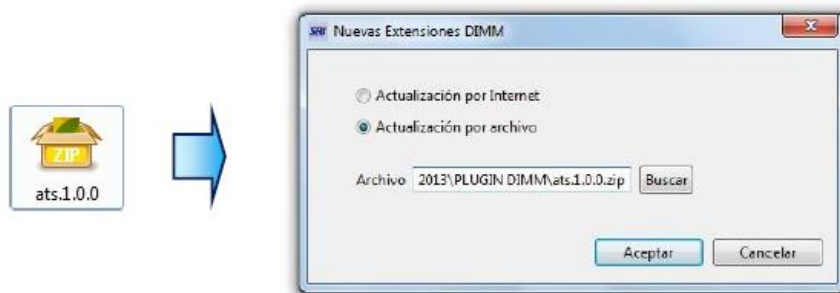 ZIP
ats.1.0.0
SRI Nuevas Extensiones DIMM
Actualización por Internet
Actualización por archivo
Archivo 2013\PLUGIN DIMM\ats.1.0.0.zip Buscar
Aceptar Cancelar